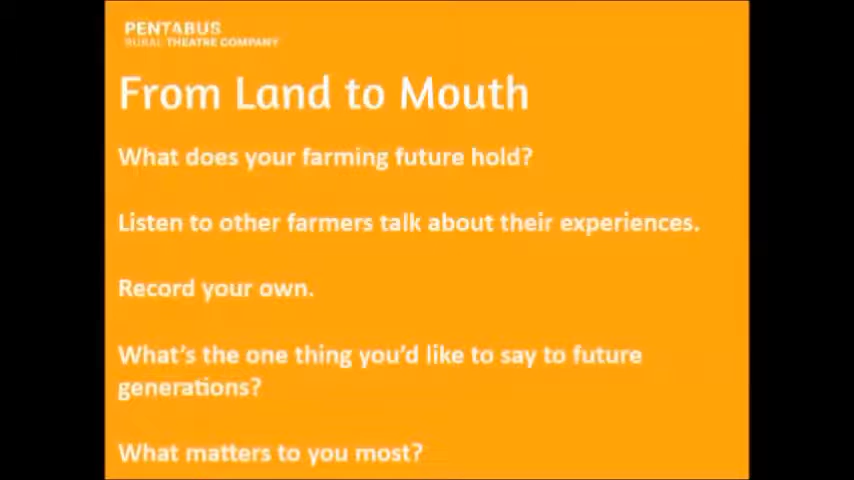 PENTABUS
RURAL THEATRE COMPANY
From Land to Mouth
What does your farming future hold?
Listen to other farmers talk about their experiences.
Record your own.
What's the one thing you'd like to say to future
generations?
What matters to you most?